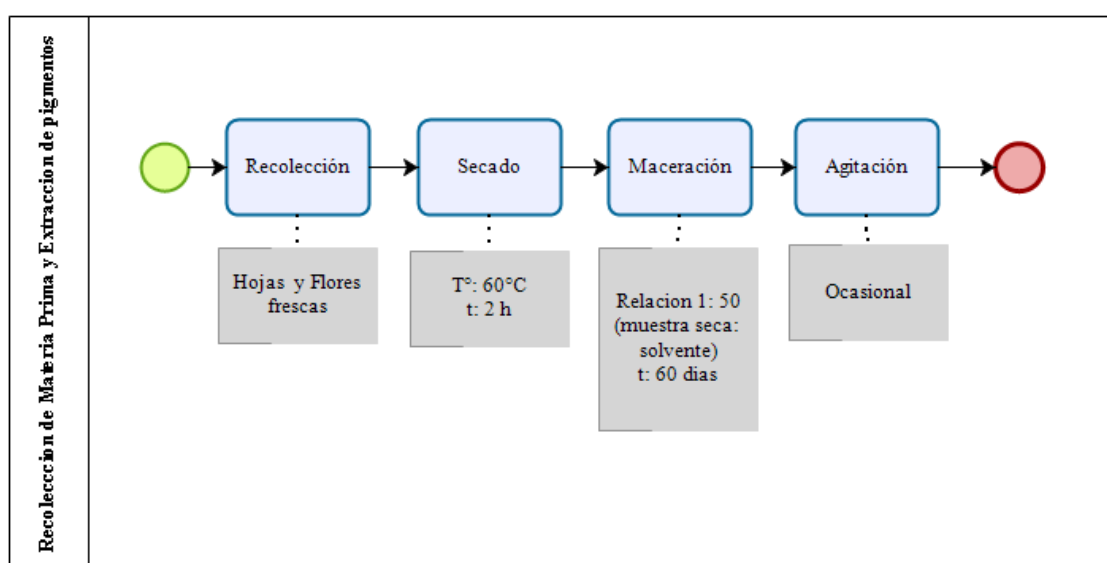 Recoleccion de Materia Prima y Extraccion de pigmentos
Recolección
Secado
Maceración
Agitación
Hojas y Flores
frescas
T°: 60°C
t: 2 h
Relacion 1: 50
(muestra seca:
solvente)
t: 60 dias
Ocasional